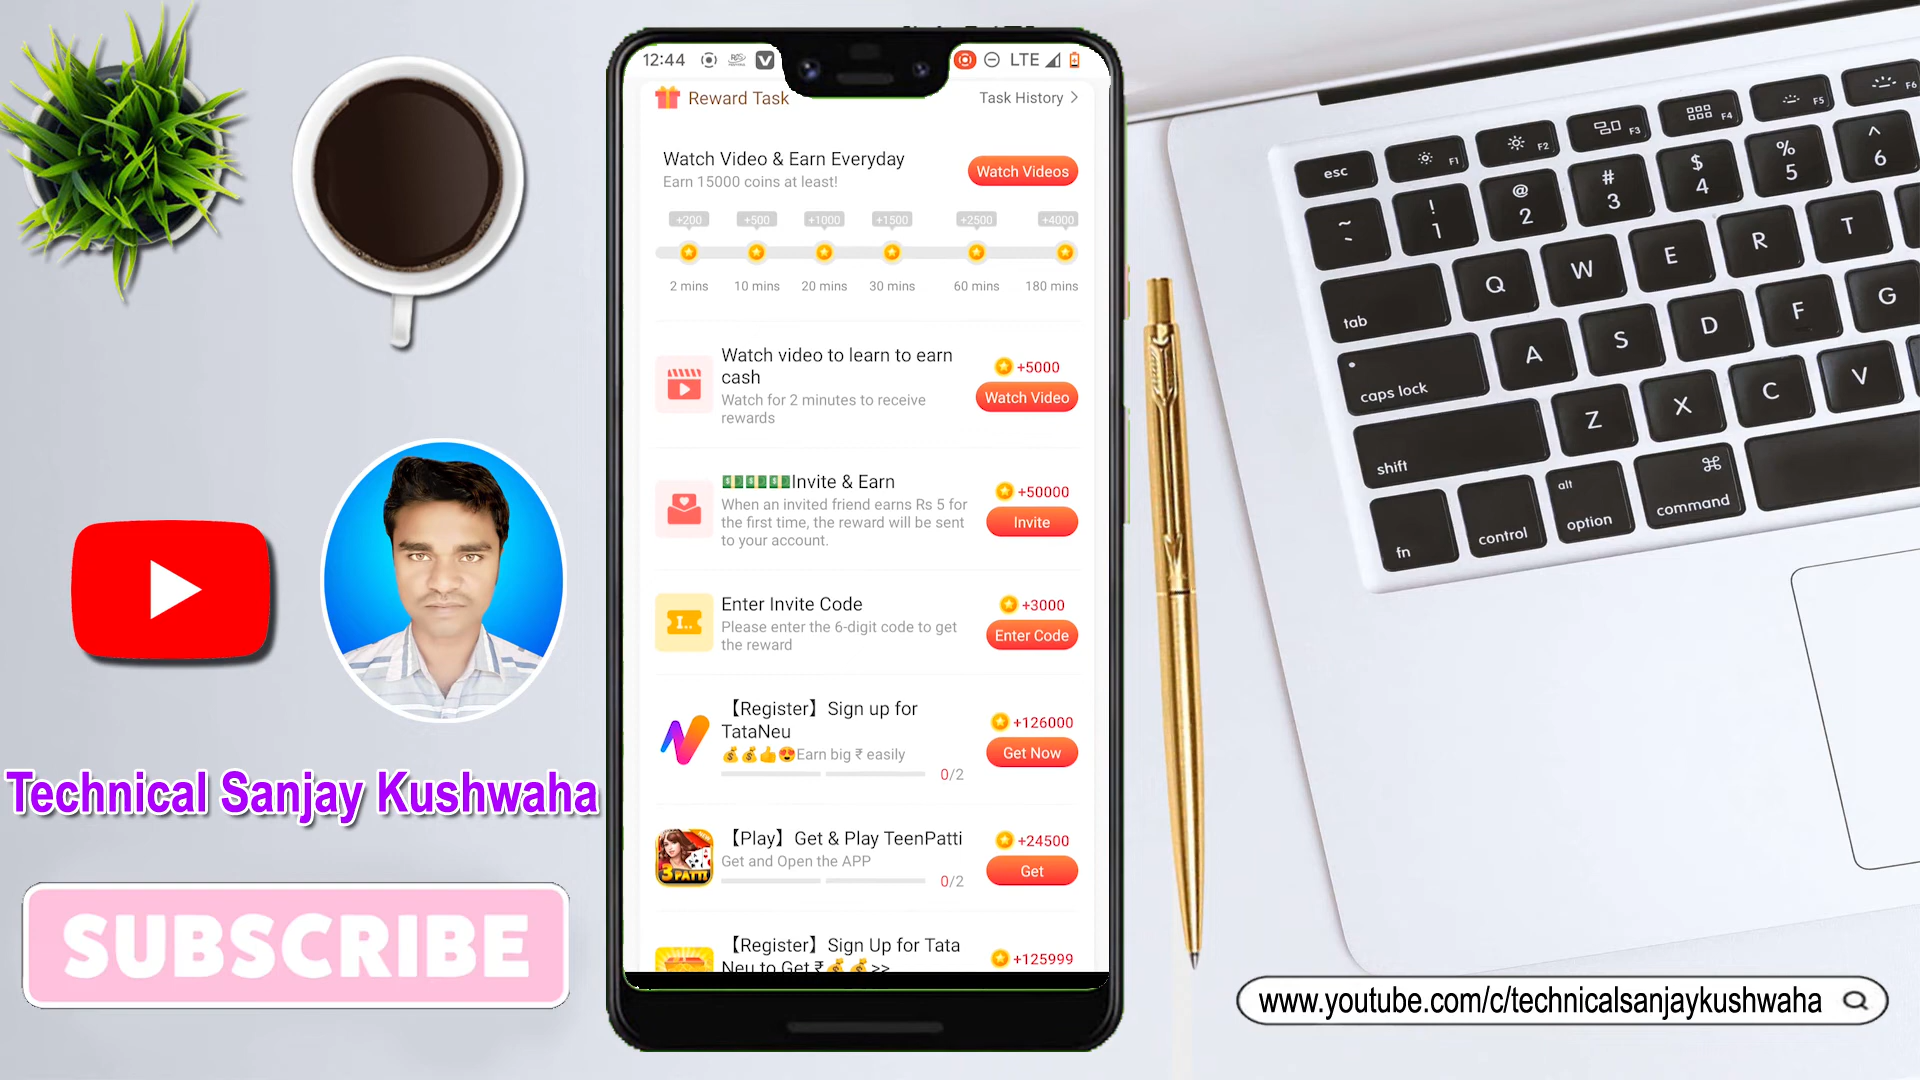 12:44
LTE
Reward Task
Task History >
Watch Video & Earn Everyday
Earn 15000 coins at least!
Watch Videos
+200 +500 +1000 +1500 +2500 +4000
2 mins 10 mins 20 mins 30 mins 60 mins 180 mins
Watch video to learn to earn
cash
Watch for 2 minutes to receive
rewards
+5000
Watch Video
💵💵💵Invite & Earn
When an invited friend earns Rs 5 for
the first time, the reward will be sent
to your account.
+50000
Invite
I..
Enter Invite Code
Please enter the 6-digit code to get
the reward
+3000
Enter Code
【Register】Sign up for
TataNeu
💰💰👍😍Earn big ₹ easily
0/2
+126000
Get Now
3 PATTI
【Play】Get & Play TeenPatti
Get and Open the APP
0/2
+24500
Get
【Register】Sign Up for Tata
Neu to Get ₹💰💰>>
+125999
Technical Sanjay Kushwaha
SUBSCRIBE
www.youtube.com/c/technicalsanjaykushwaha
esc F1 F2 F3 F4 F5 F6
~ ` ! 1 @ 2 # 3 $ 4 % 5 ^ 6
tab Q W E R T
caps lock A S D F G
shift Z X C V
fn control alt option ⌘ command